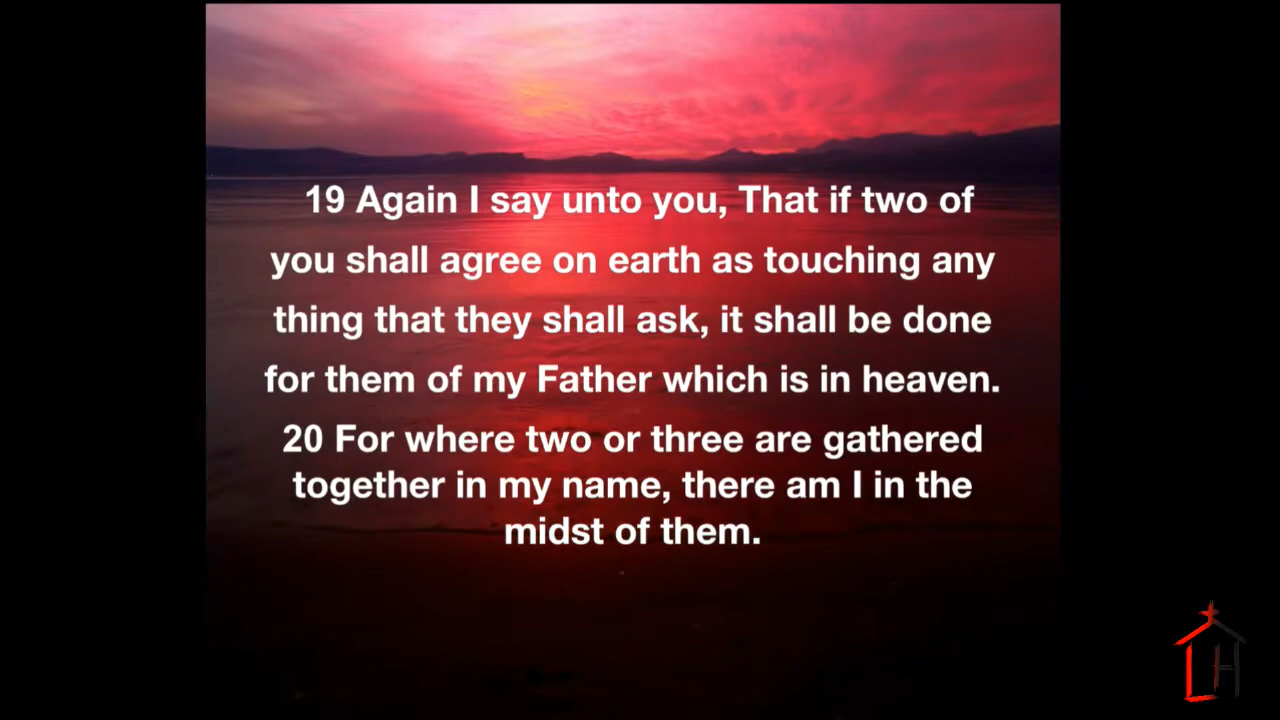 19 Again I say unto you, That if two of
you shall agree on earth as touching any
thing that they shall ask, it shall be done
for them of my Father which is in heaven.
20 For where two or three are gathered
together in my name, there am I in the
midst of them.